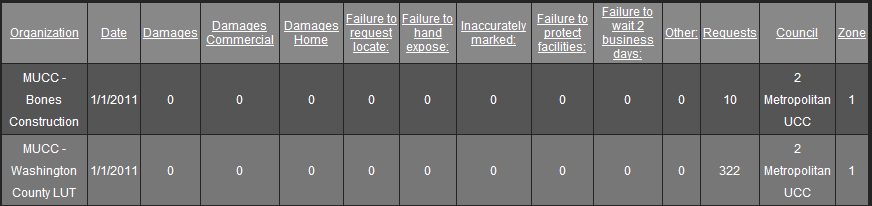 Organization Date Damages Damages Commercial Damages Home Failure to request locate: Failure to hand expose: Inaccurately marked: Failure to protect facilities: Failure to wait 2 business days: Other: Requests Council Zone
MUCC - Bones Construction 1/1/2011 0 0 0 0 0 0 0 0 0 10 2 Metropolitan UCC 1
MUCC - Washington County LUT 1/1/2011 0 0 0 0 0 0 0 0 0 322 2 Metropolitan UCC 1